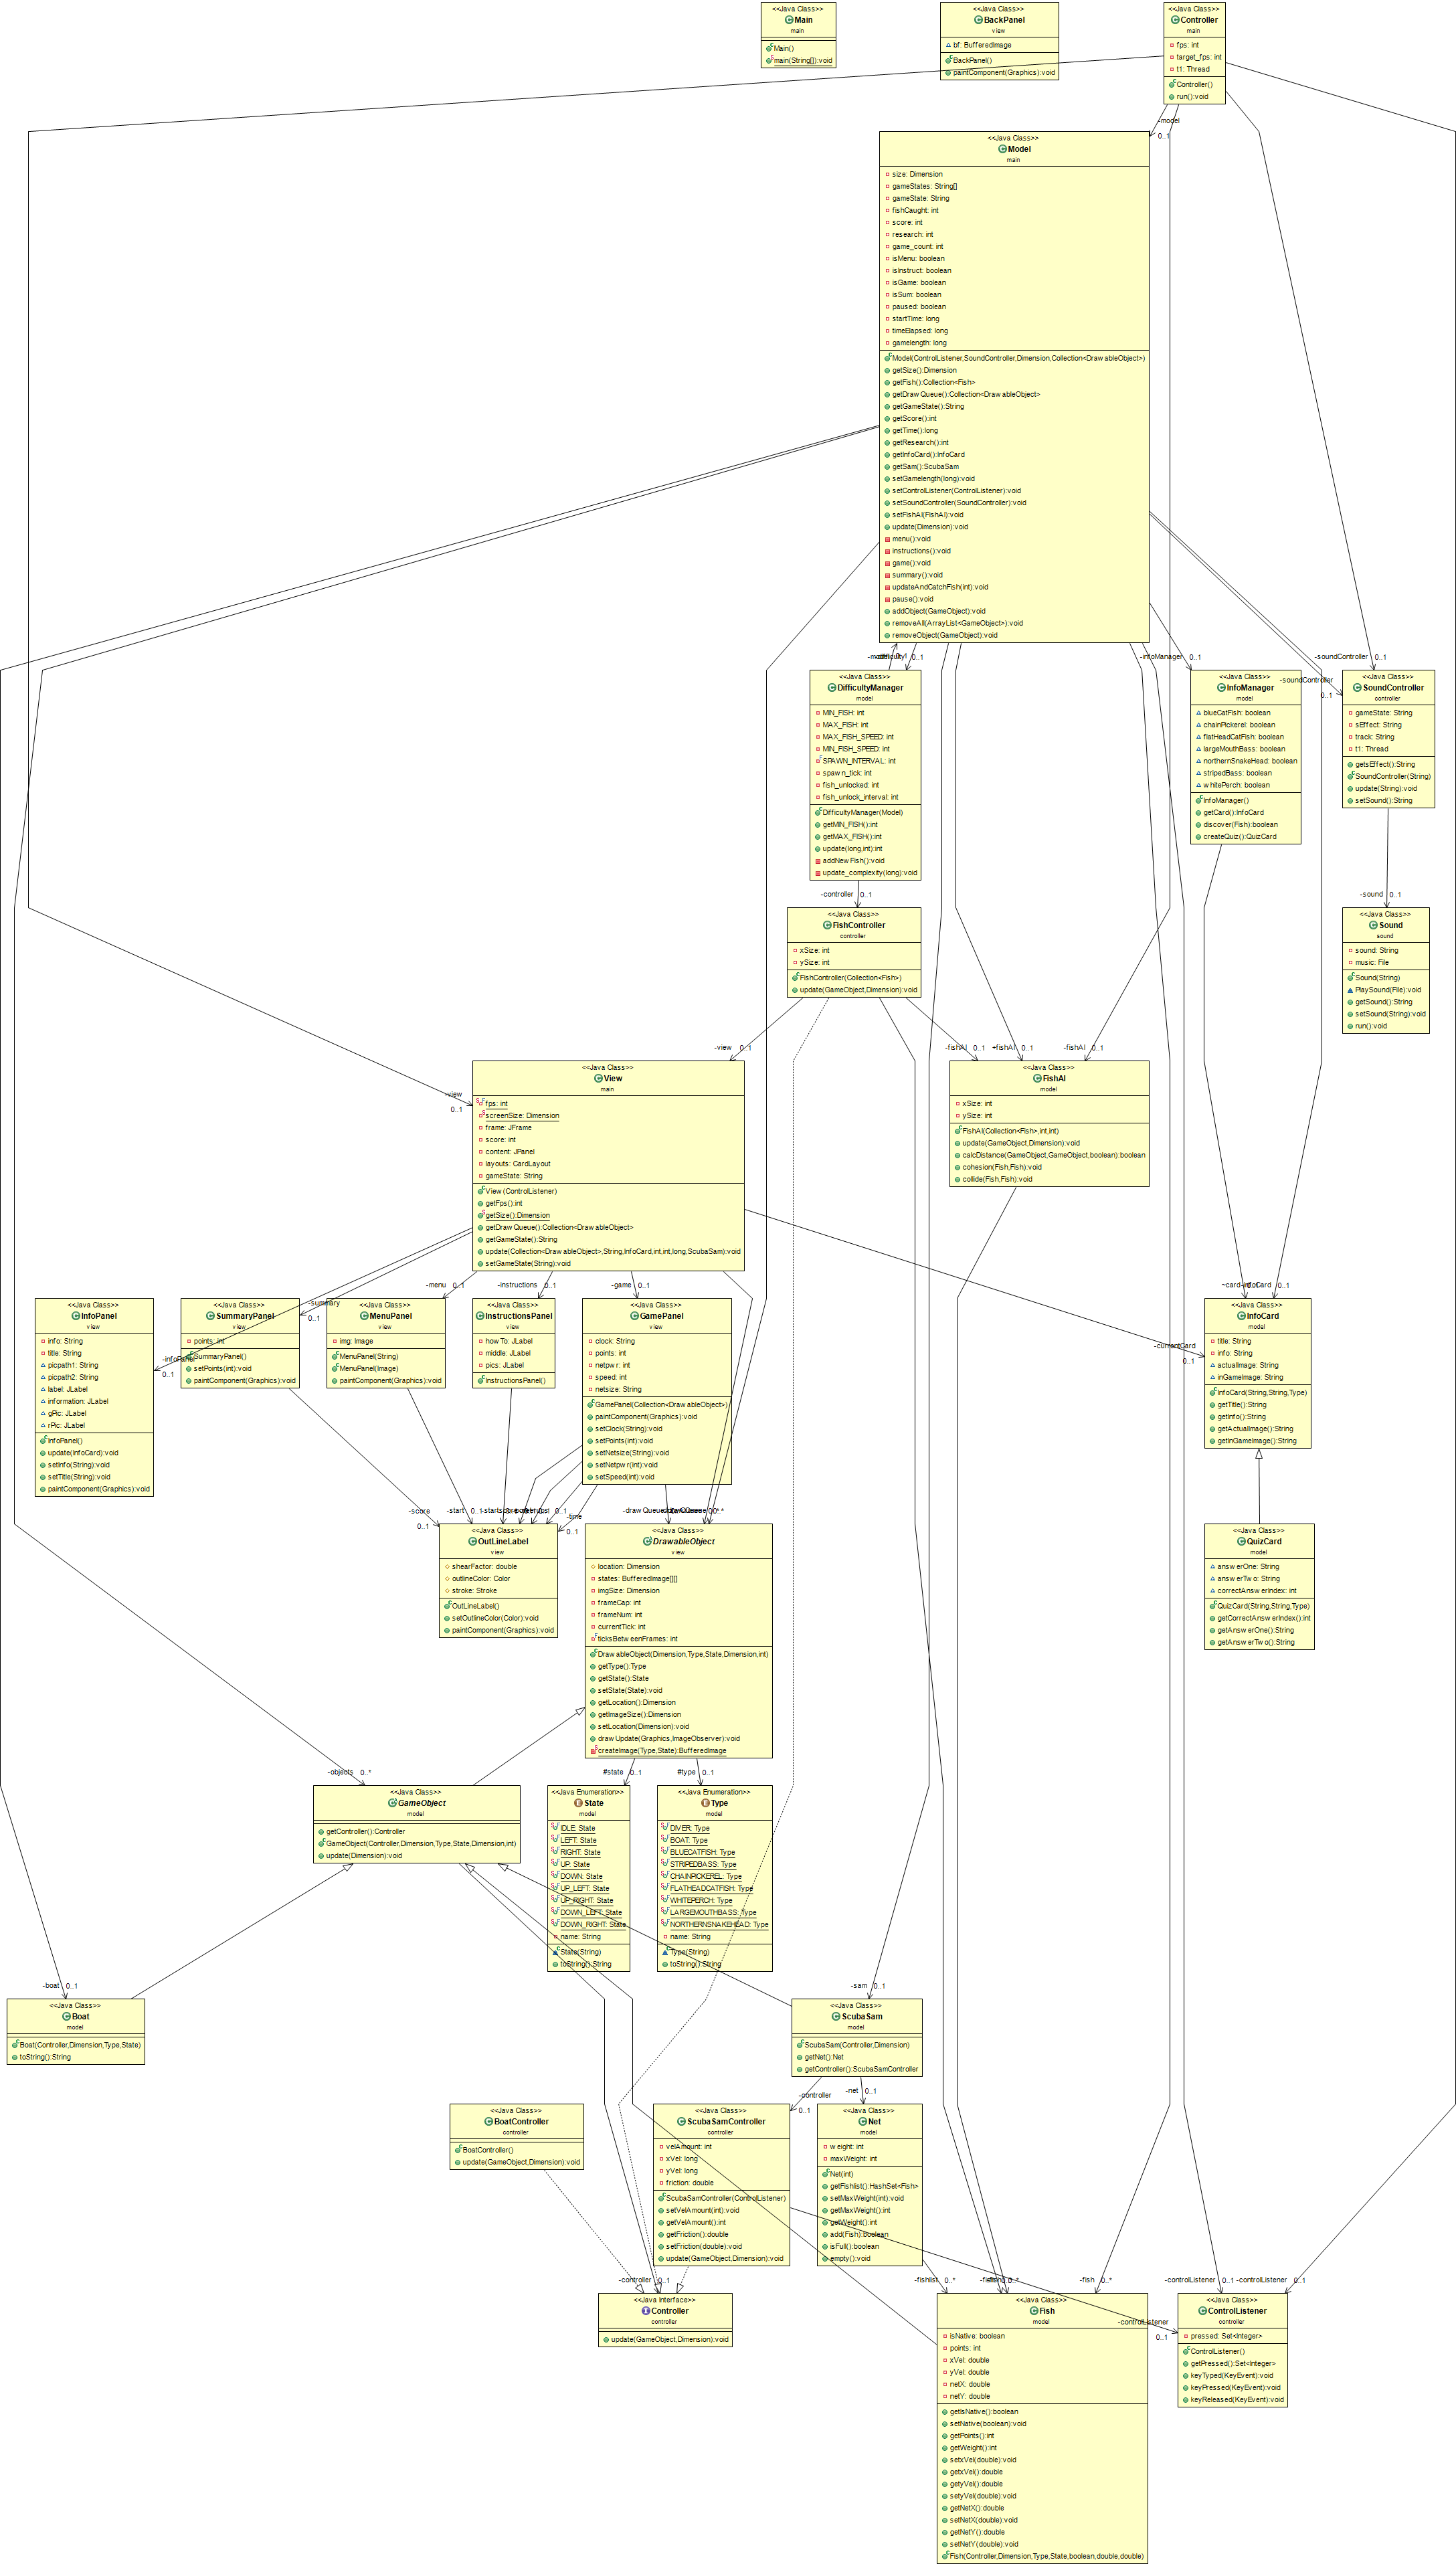 <<Java Class>>
Main
main
Main()
main(String[]):void
<<Java Class>>
BackPanel
view
bf: BufferedImage
BackPanel()
paintComponent(Graphics):void
<<Java Class>>
Controller
main
fps: int
target_fps: int
t1: Thread
Controller()
run():void
-model
0..1
<<Java Class>>
Model
main
size: Dimension
gameStates: String[]
gameState: String
fishCaught: int
score: int
research: int
game_count: int
isMenu: boolean
isInstruct: boolean
isGame: boolean
isSum: boolean
paused: boolean
startTime: long
timeElapsed: long
gamelength: long
Model(ControlListener,SoundController,Dimension,Collection<DrawableObject>)
getSize():Dimension
getFish():Collection<Fish>
getDrawQueue():Collection<DrawableObject>
getGameState():String
getScore():int
getTime():long
getResearch():int
getInfoCard():InfoCard
getSam():ScubaSam
setGamelength(long):void
setControlListener(ControlListener):void
setSoundController(SoundController):void
setFishAI(FishAI):void
update(Dimension):void
menu():void
instructions():void
game():void
summary():void
updateAndCatchFish(int):void
pause():void
addObject(GameObject):void
removeAll(ArrayList<GameObject>):void
removeObject(GameObject):void
0..1
-infoManager 0..1
-soundController 0..1
-soundController
0..1
<<Java Class>>
DifficultyManager
model
MIN_FISH: int
MAX_FISH: int
MAX_FISH_SPEED: int
MIN_FISH_SPEED: int
SPAWN_INTERVAL: int
spawn_tick: int
fish_unlocked: int
fish_unlock_interval: int
DifficultyManager(Model)
getMIN_FISH():int
getMAX_FISH():int
update(long,int):int
addNewFish():void
update_complexity(long):void
<<Java Class>>
InfoManager
model
blueCatFish: boolean
chainPickerel: boolean
flatHeadCatFish: boolean
largeMouthBass: boolean
northernSnakeHead: boolean
stripedBass: boolean
whitePerch: boolean
InfoManager()
getCard():InfoCard
discover(Fish):boolean
createQuiz():QuizCard
<<Java Class>>
SoundController
controller
gameState: String
sEffect: String
track: String
t1: Thread
getsEffect():String
SoundController(String)
update(String):void
setSound():String
-controller 0..1
-sound 0..1
<<Java Class>>
FishController
controller
xSize: int
ySize: int
FishController(Collection<Fish>)
update(GameObject,Dimension):void
<<Java Class>>
Sound
sound
sound: String
music: File
Sound(String)
PlaySound(File):void
getSound():String
setSound(String):void
run():void
-view 0..1
-fishAI 0..1
+fishAI 0..1
-fishAI 0..1
-view
0..1
<<Java Class>>
View
main
fps: int
screenSize: Dimension
frame: JFrame
score: int
content: JPanel
layouts: CardLayout
gameState: String
View(ControlListener)
getFps():int
getSize():Dimension
getDrawQueue():Collection<DrawableObject>
getGameState():String
update(Collection<DrawableObject>,String,InfoCard,int,int,long,ScubaSam):void
setGameState(String):void
<<Java Class>>
FishAI
model
xSize: int
ySize: int
FishAI(Collection<Fish>,int,int)
update(GameObject,Dimension):void
calcDistance(GameObject,GameObject,boolean):boolean
cohesion(Fish,Fish):void
collide(Fish,Fish):void
-menu 0..1
-instructions 0..1
-game 0..1
-summary
0..1
-infoPanel
0..1
0..1
-currentCard
0..1
<<Java Class>>
InfoPanel
view
info: String
title: String
picpath1: String
picpath2: String
label: JLabel
information: JLabel
gPic: JLabel
rPic: JLabel
InfoPanel()
update(InfoCard):void
setInfo(String):void
setTitle(String):void
paintComponent(Graphics):void
<<Java Class>>
SummaryPanel
view
points: int
SummaryPanel()
setPoints(int):void
paintComponent(Graphics):void
<<Java Class>>
MenuPanel
view
img: Image
MenuPanel(String)
MenuPanel(Image)
paintComponent(Graphics):void
<<Java Class>>
InstructionsPanel
view
howTo: JLabel
middle: JLabel
pics: JLabel
InstructionsPanel()
<<Java Class>>
GamePanel
view
clock: String
points: int
netpwr: int
speed: int
netsize: String
GamePanel(Collection<DrawableObject>)
paintComponent(Graphics):void
setClock(String):void
setPoints(int):void
setNetsize(String):void
setNetpwr(int):void
setSpeed(int):void
<<Java Class>>
InfoCard
model
title: String
info: String
actualImage: String
inGameImage: String
InfoCard(String,String,Type)
getTitle():String
getInfo():String
getActualImage():String
getInGameImage():String
-score
0..1
-start
-time
0..1
<<Java Class>>
OutLineLabel
view
shearFactor: double
outlineColor: Color
stroke: Stroke
OutLineLabel()
setOutlineColor(Color):void
paintComponent(Graphics):void
<<Java Class>>
DrawableObject
view
location: Dimension
states: BufferedImage[][]
imgSize: Dimension
frameCap: int
frameNum: int
currentTick: int
ticksBetweenFrames: int
DrawableObject(Dimension,Type,State,Dimension,int)
getType():Type
getState():State
setState(State):void
getLocation():Dimension
getImageSize():Dimension
setLocation(Dimension):void
drawUpdate(Graphics,ImageObserver):void
createImage(Type,State):BufferedImage
<<Java Class>>
QuizCard
model
answerOne: String
answerTwo: String
correctAnswerIndex: int
QuizCard(String,String,Type)
getCorrectAnswerIndex():int
getAnswerOne():String
getAnswerTwo():String
-objects 0..*
#state 0..1
#type 0..1
<<Java Class>>
GameObject
model
getController():Controller
GameObject(Controller,Dimension,Type,State,Dimension,int)
update(Dimension):void
<<Java Enumeration>>
State
model
IDLE: State
LEFT: State
RIGHT: State
UP: State
DOWN: State
UP_LEFT: State
UP_RIGHT: State
DOWN_LEFT: State
DOWN_RIGHT: State
name: String
State(String)
toString():String
<<Java Enumeration>>
Type
model
DIVER: Type
BOAT: Type
BLUECATFISH: Type
STRIPEDBASS: Type
CHAINPICKEREL: Type
FLATHEADCATFISH: Type
WHITEPERCH: Type
LARGEMOUTHBASS: Type
NORTHERNSNAKEHEAD: Type
name: String
Type(String)
toString():String
-boat 0..1
-sam 0..1
<<Java Class>>
Boat
model
Boat(Controller,Dimension,Type,State)
toString():String
<<Java Class>>
ScubaSam
model
ScubaSam(Controller,Dimension)
getNet():Net
getController():ScubaSamController
-controller
0..1
-net 0..1
<<Java Class>>
BoatController
controller
BoatController()
update(GameObject,Dimension):void
<<Java Class>>
ScubaSamController
controller
velAmount: int
xVel: long
yVel: long
friction: double
ScubaSamController(ControlListener)
setVelAmount(int):void
getVelAmount():int
getFriction():double
setFriction(double):void
update(GameObject,Dimension):void
<<Java Class>>
Net
model
weight: int
maxWeight: int
Net(int)
getFishlist():HashSet<Fish>
setMaxWeight(int):void
getMaxWeight():int
getWeight():int
add(Fish):boolean
isFull():boolean
empty():void
-controller 0..1
-fishlist 0..*
-fish 0..*
-controlListener 0..1
-controlListener 0..1
-controlListener
0..1
<<Java Interface>>
Controller
controller
update(GameObject,Dimension):void
<<Java Class>>
Fish
model
isNative: boolean
points: int
xVel: double
yVel: double
netX: double
netY: double
getIsNative():boolean
setNative(boolean):void
getPoints():int
getWeight():int
setxVel(double):void
getxVel():double
getyVel():double
setyVel(double):void
getNetX():double
setNetX(double):void
getNetY():double
setNetY(double):void
Fish(Controller,Dimension,Type,State,boolean,double,double)
<<Java Class>>
ControlListener
controller
pressed: Set<Integer>
ControlListener()
getPressed():Set<Integer>
keyTyped(KeyEvent):void
keyPressed(KeyEvent):void
keyReleased(KeyEvent):void